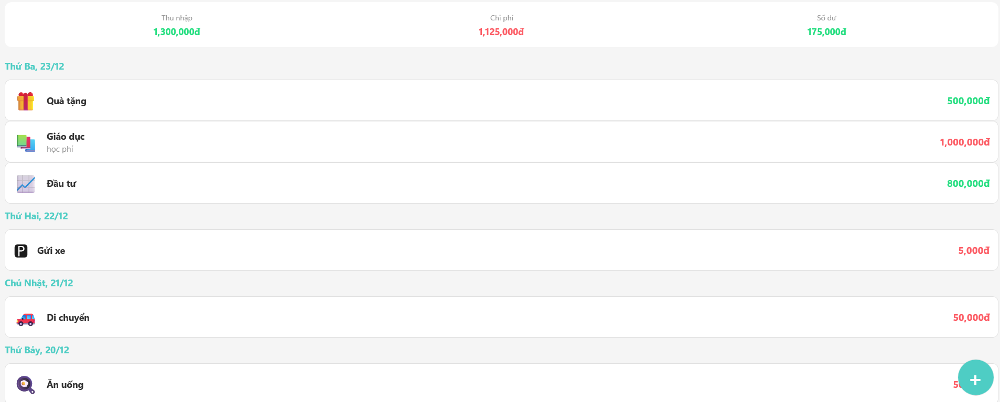 Thu nhập
1,300,000đ
Chi phí
1,125,000đ
Số dư
175,000đ
Thứ Ba, 23/12
Quà tặng
500,000đ
Giáo dục
học phí
1,000,000đ
Đầu tư
800,000đ
Thứ Hai, 22/12
P
Gửi xe
5,000đ
Chủ Nhật, 21/12
Di chuyển
50,000đ
Thứ Bảy, 20/12
Ăn uống
+